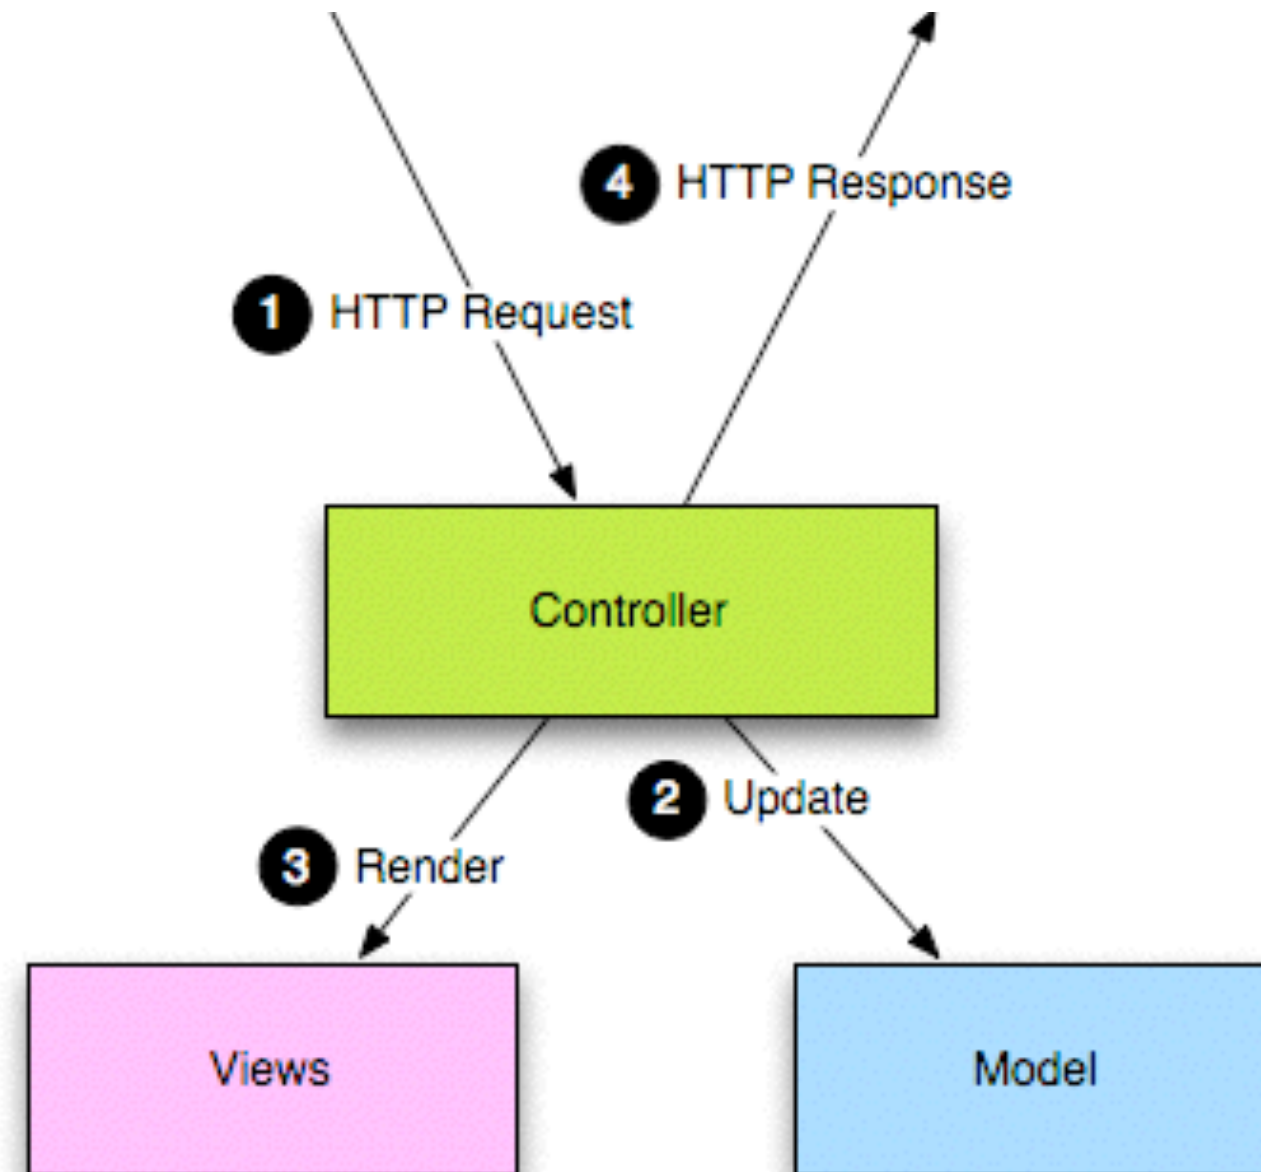 4 HTTP Response
1 HTTP Request
Controller
2 Update
3 Render
Views
Model